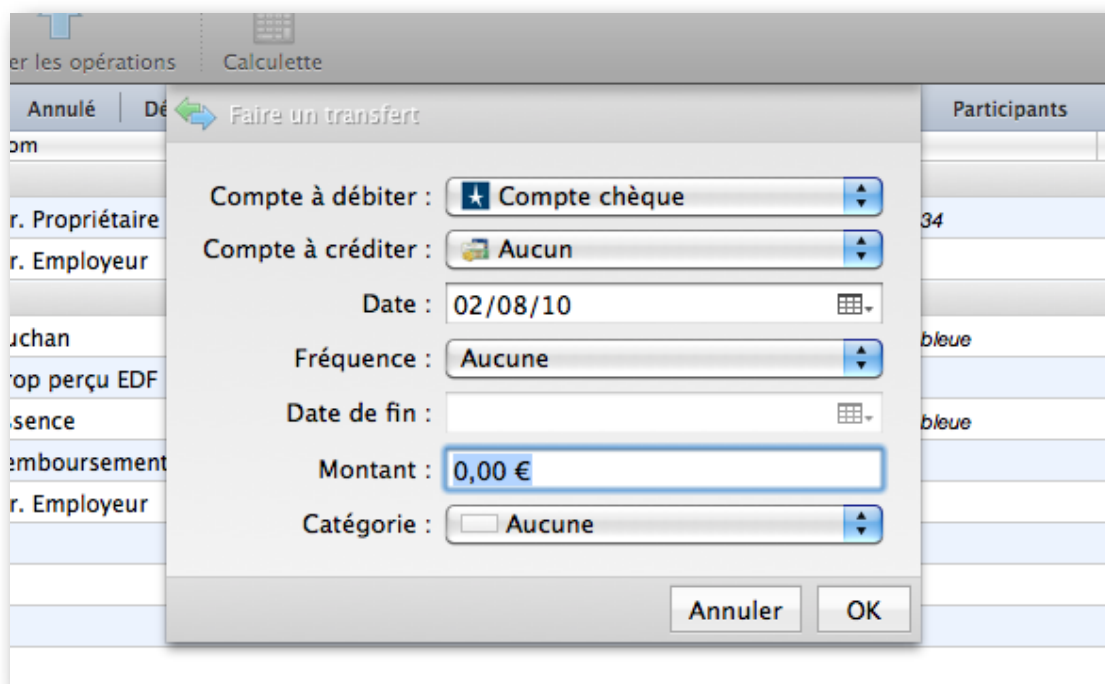 er les opérations Calculette
Annulé Dé Participants
om
Faire un transfert
Compte à débiter : Compte chèque
r. Propriétaire 34
Compte à créditer : Aucun
r. Employeur
Date : 02/08/10
uchan bleue
Fréquence : Aucune
rop perçu EDF
Date de fin :
sence bleue
emboursement
Montant : 0,00 €
r. Employeur
Catégorie : Aucune
Annuler OK